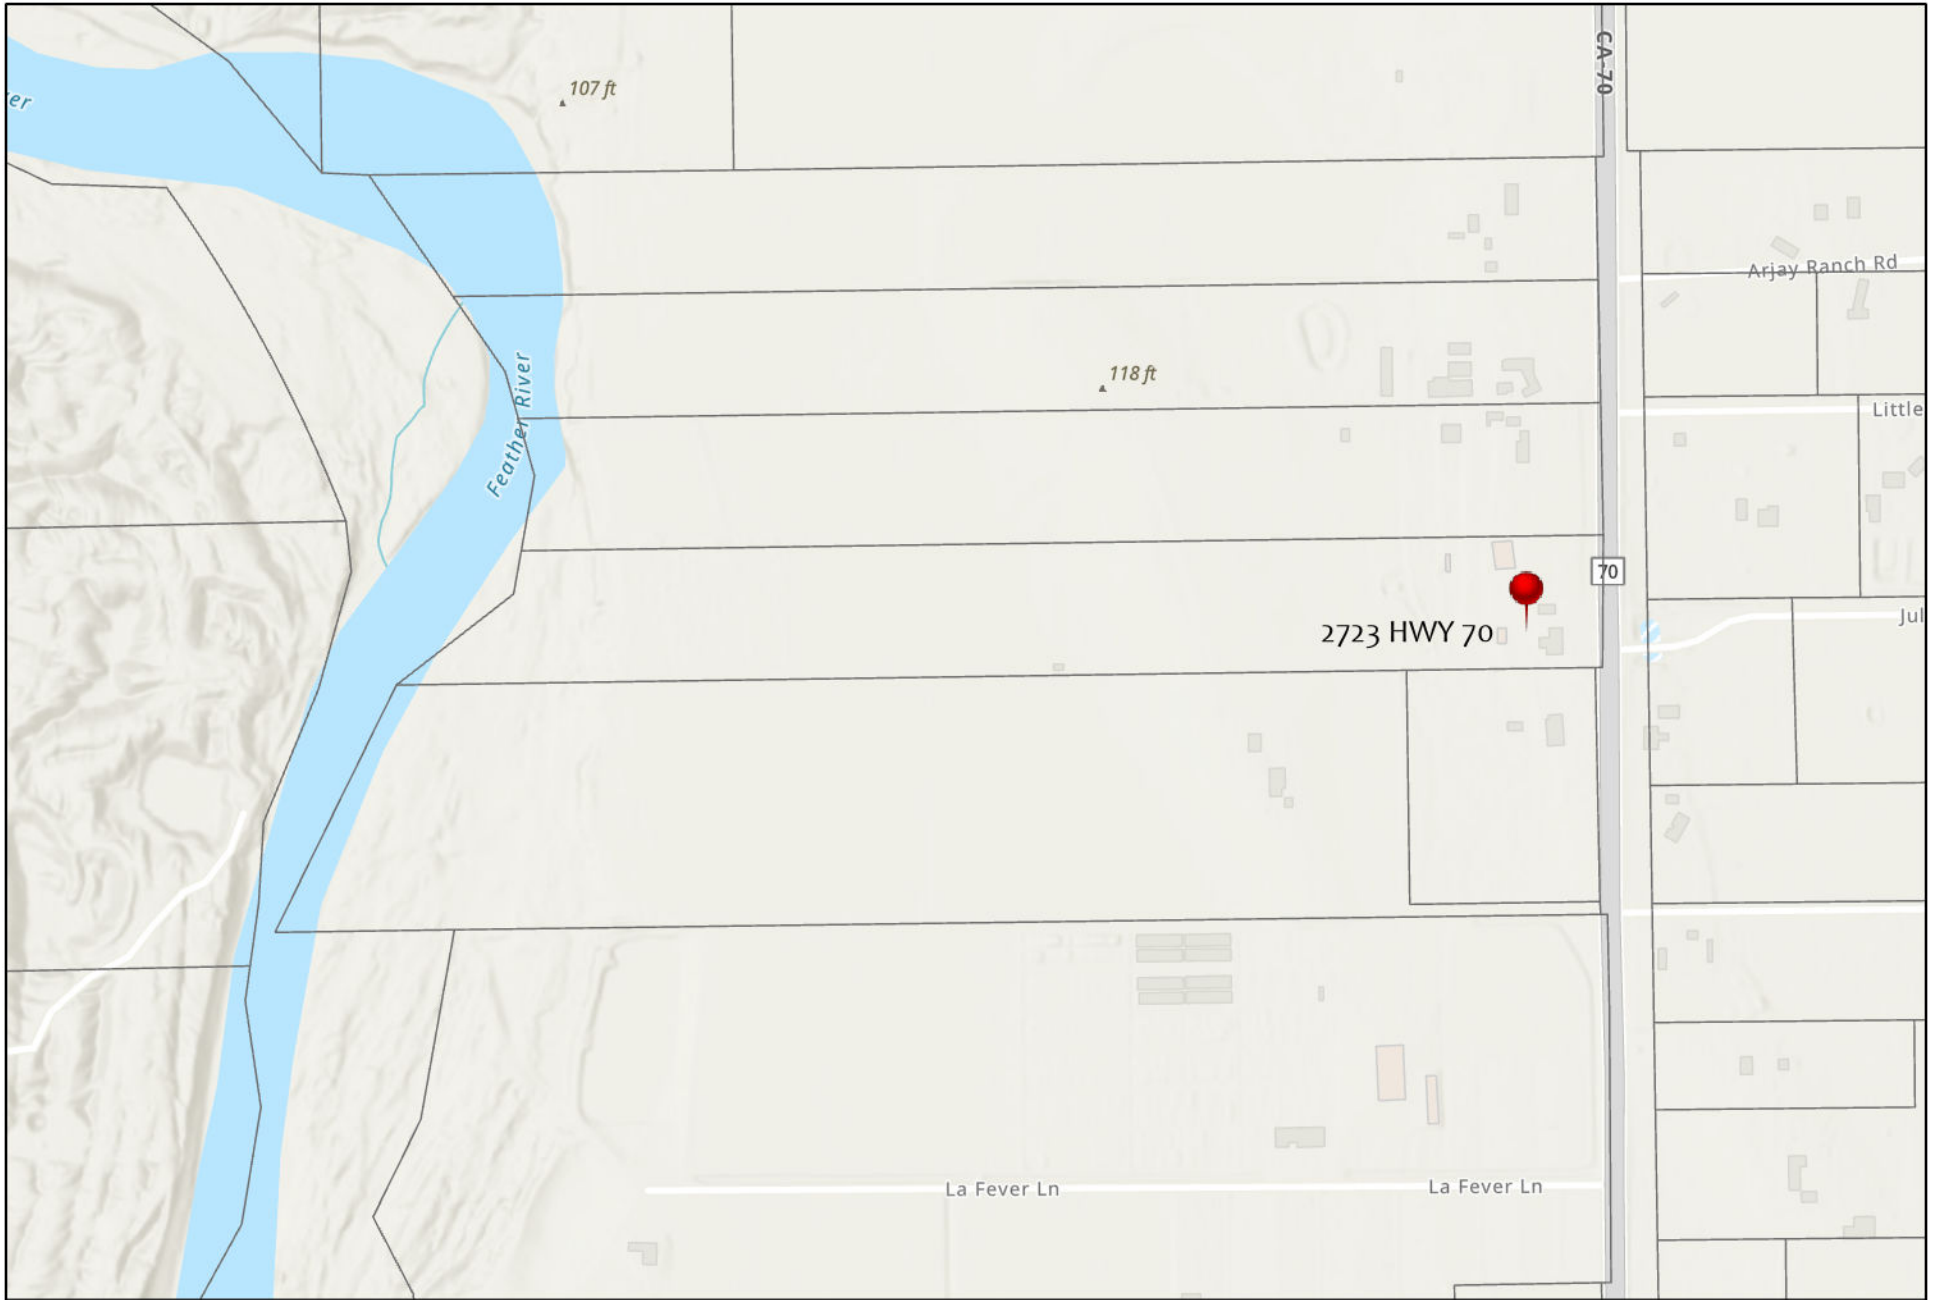 CA-70
er
107 ft
Arjay Ranch Rd
118 ft
Little
Feather River
70
Jul
2723 HWY 70
La Fever Ln
La Fever Ln